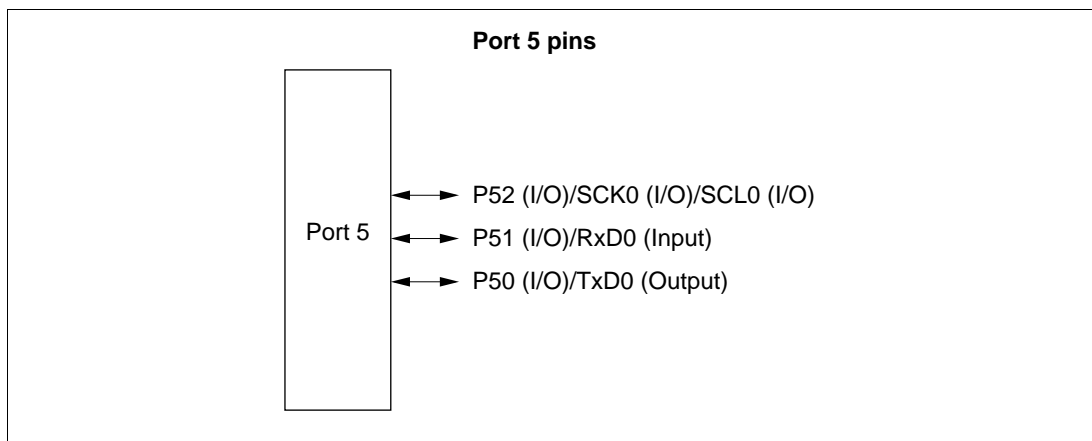 Port 5 pins
P52 (I/O)/SCK0 (I/O)/SCL0 (I/O)
Port 5
P51 (I/O)/RxD0 (Input)
P50 (I/O)/TxD0 (Output)